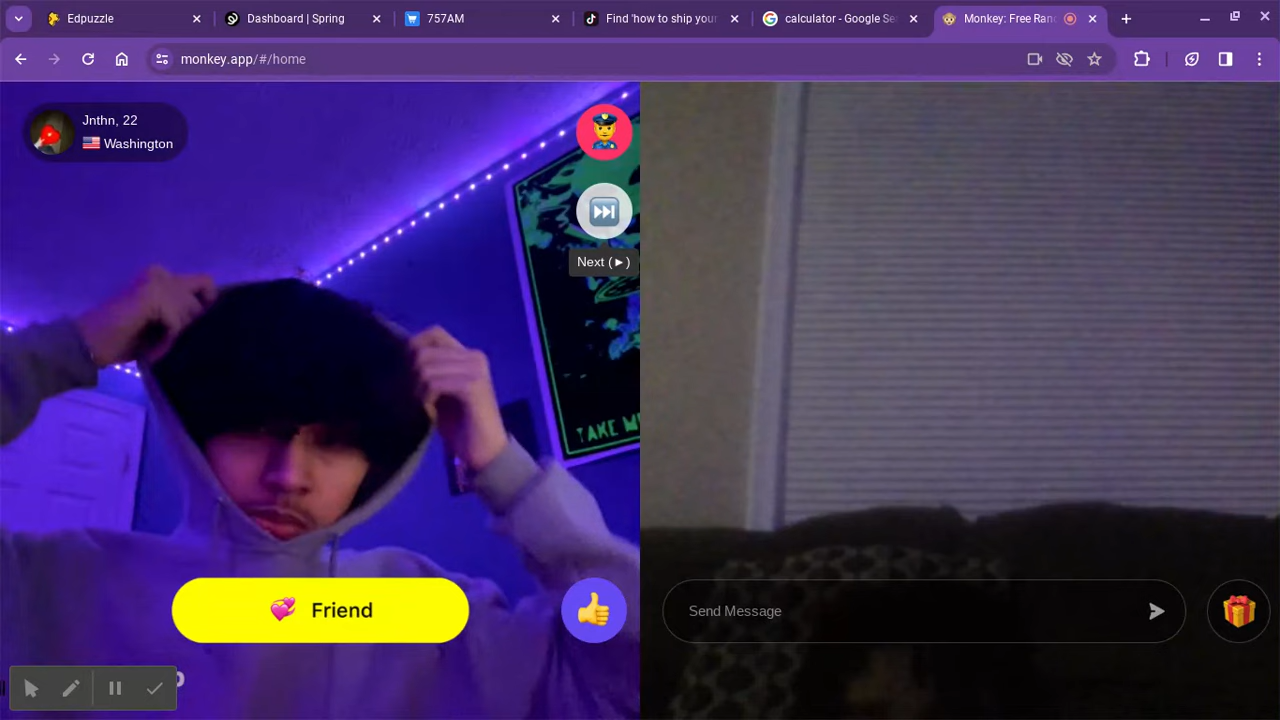 Edpuzzle
Dashboard | Spring
757AM
Find 'how to ship your
calculator - Google Se
Monkey: Free Ran
monkey.app/#/home
Jnthn, 22
Washington
Next (►)
TAKE M
Friend
Send Message